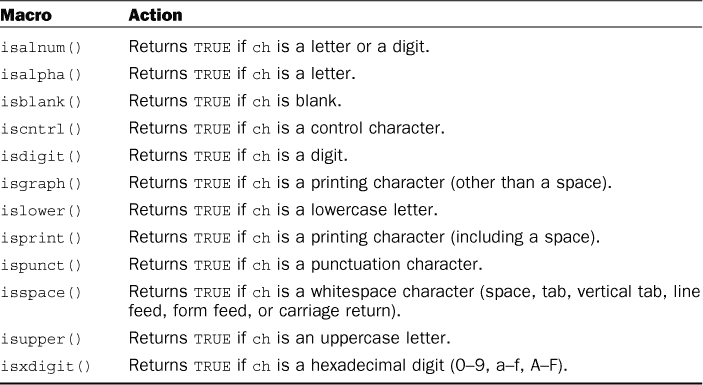 Macro Action
isalnum() Returns TRUE if ch is a letter or a digit.
isalpha() Returns TRUE if ch is a letter.
isblank() Returns TRUE if ch is blank.
iscntrl() Returns TRUE if ch is a control character.
isdigit() Returns TRUE if ch is a digit.
isgraph() Returns TRUE if ch is a printing character (other than a space).
islower() Returns TRUE if ch is a lowercase letter.
isprint() Returns TRUE if ch is a printing character (including a space).
ispunct() Returns TRUE if ch is a punctuation character.
isspace() Returns TRUE if ch is a whitespace character (space, tab, vertical tab, line
feed, form feed, or carriage return).
isupper() Returns TRUE if ch is an uppercase letter.
isxdigit() Returns TRUE if ch is a hexadecimal digit (0–9, a–f, A–F).